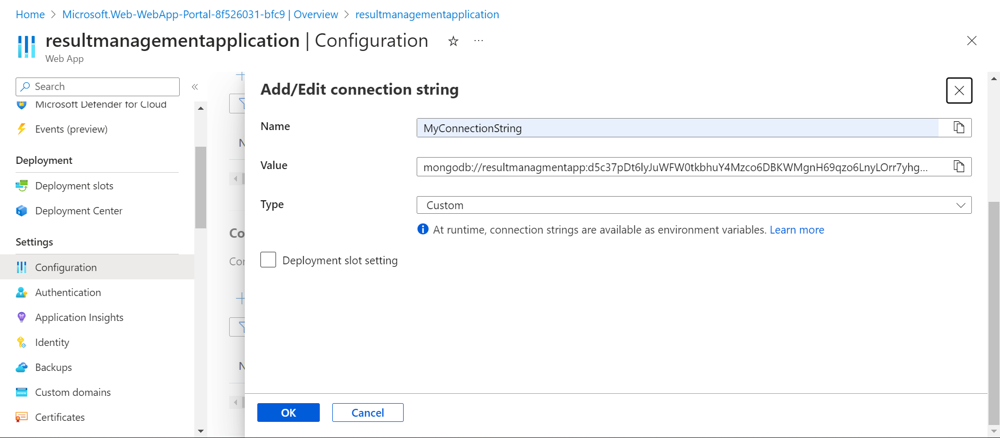 Home > Microsoft.Web-WebApp-Portal-8f526031-bfc9 | Overview > resultmanagementapplication
resultmanagementapplication | Configuration
Web App
Search
Microsoft Defender for Cloud
Events (preview)
Deployment
Deployment slots
Deployment Center
Settings
Configuration
Authentication
Application Insights
Identity
Backups
Custom domains
Certificates
Add/Edit connection string
Name
MyConnectionString
Value
mongodb://resultmanagmentapp:d5c37pDt6lyJuWFW0tkbhuY4Mzco6DBKWMgnH69qzo6LnyLOrr7yhg...
Type
Custom
At runtime, connection strings are available as environment variables. Learn more
Deployment slot setting
OK
Cancel